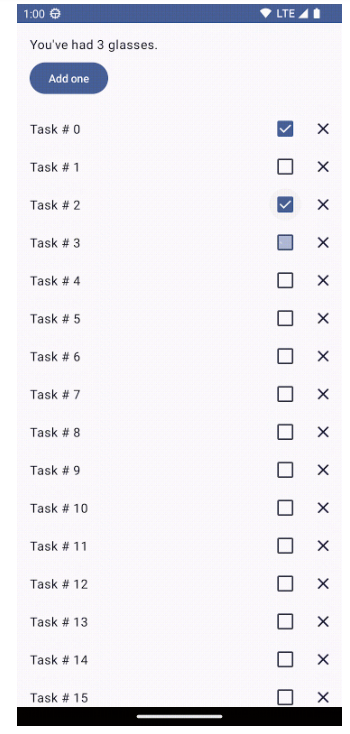 1:00 LTE
You've had 3 glasses.
Add one
Task # 0
Task # 1
Task # 2
Task # 3
Task # 4
Task # 5
Task # 6
Task # 7
Task # 8
Task # 9
Task # 10
Task # 11
Task # 12
Task # 13
Task # 14
Task # 15